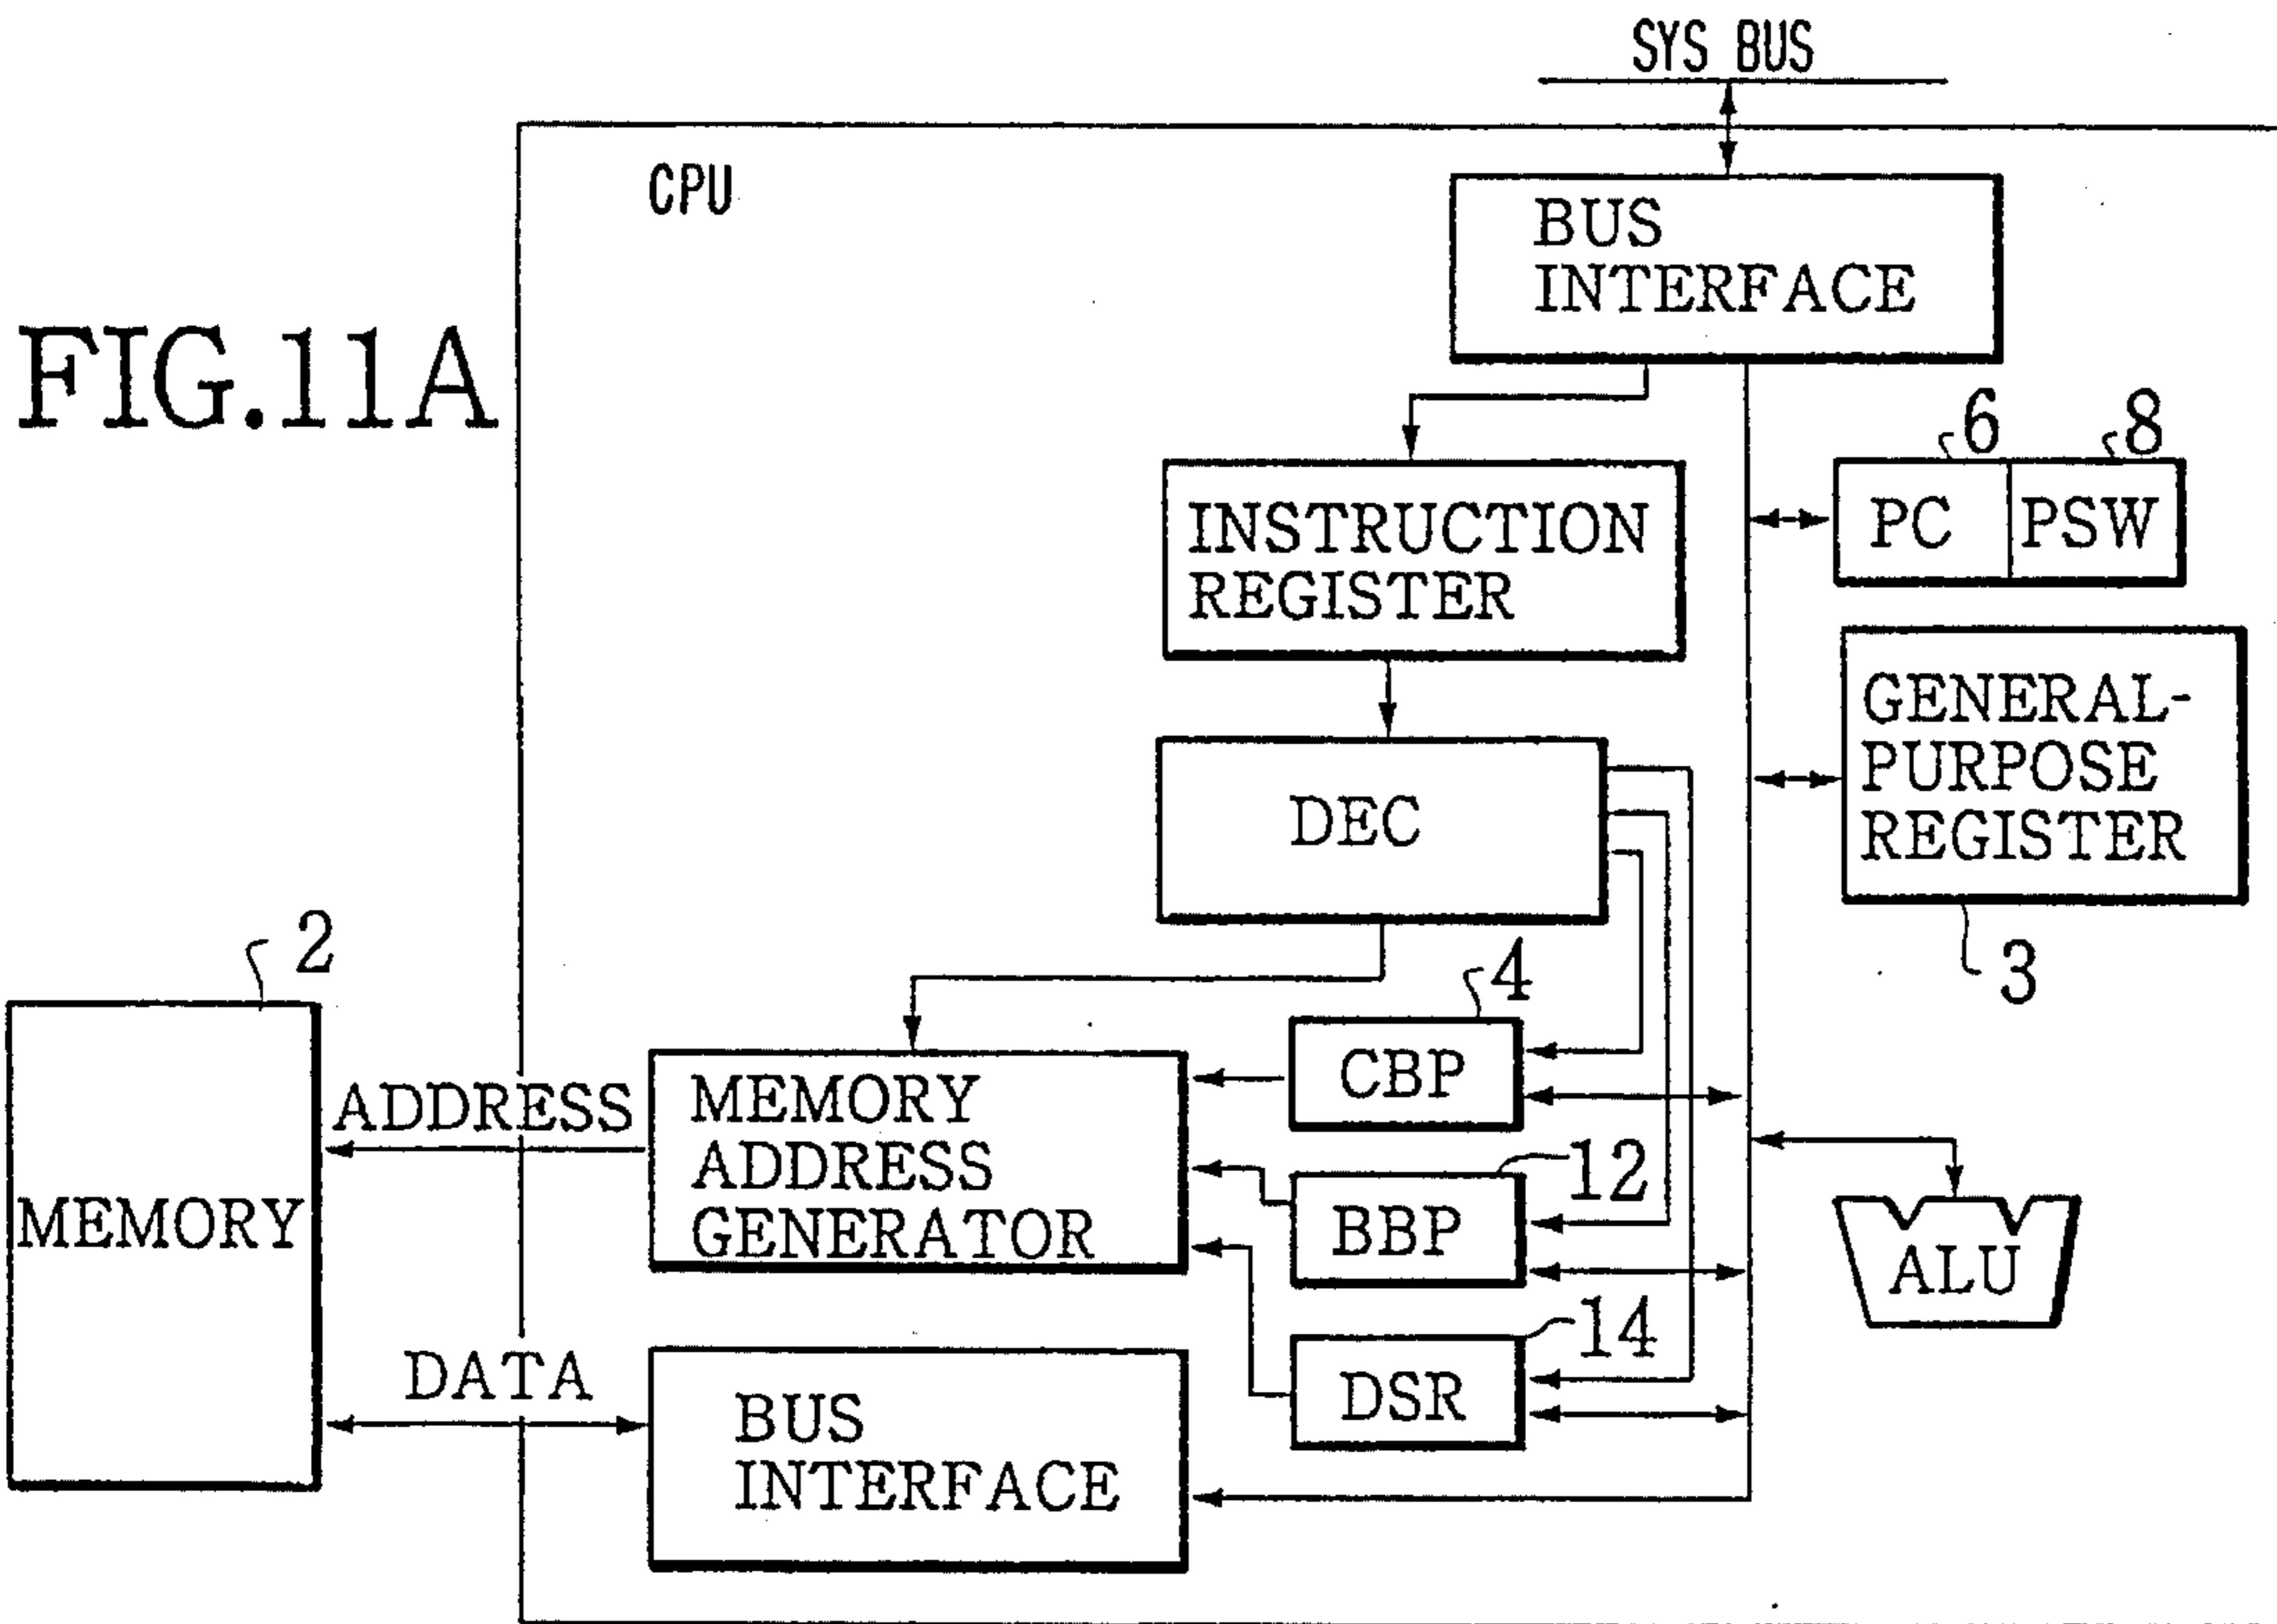 SYS BUS
CPU
BUS
INTERFACE
FIG.11A
6
8
PC
PSW
INSTRUCTION
REGISTER
GENERAL-
PURPOSE
REGISTER
3
DEC
2
MEMORY
ADDRESS
MEMORY
ADDRESS
GENERATOR
4
CBP
12
BBP
14
DSR
ALU
DATA
BUS
INTERFACE